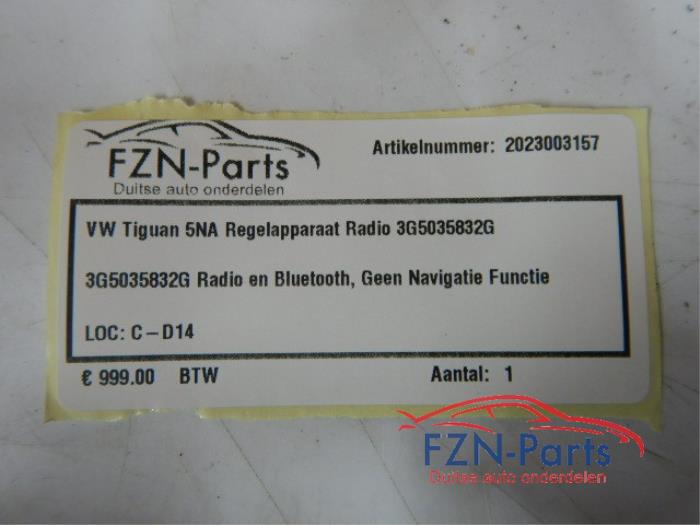 FZN-Parts
Duitse auto onderdelen
Artikelnummer: 2023003157
VW Tiguan 5NA Regelapparaat Radio 3G5035832G
3G5035832G Radio en Bluetooth, Geen Navigatie Functie
LOC: C-D14
€ 999.00 BTW
Aantal: 1
FZN-Parts
Duitse auto onderdelen